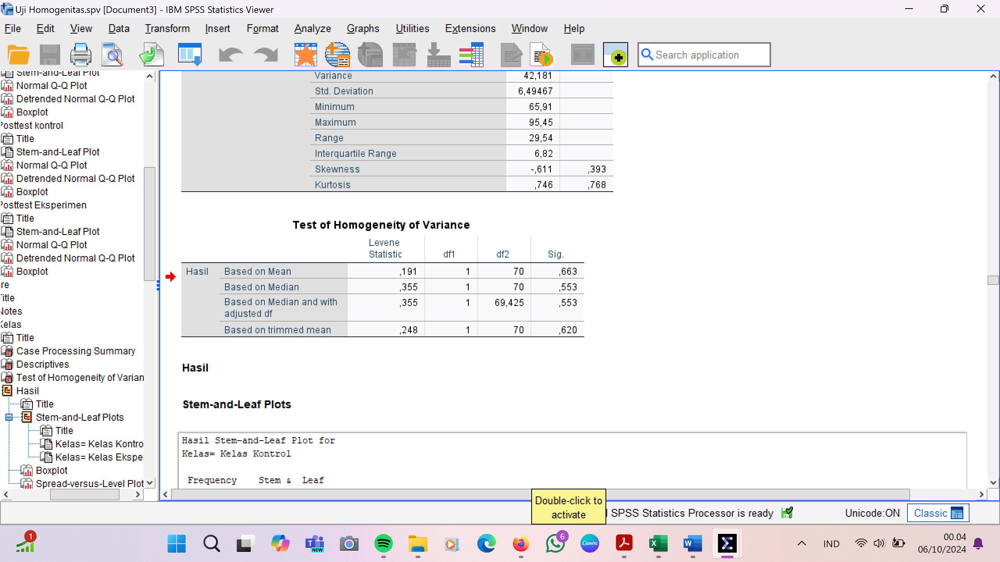 Uji Homogenitas.spv [Document3] - IBM SPSS Statistics Viewer
File Edit View Data Transform Insert Format Analyze Graphs Utilities Extensions Window Help
Search application
Stem-and-Leaf Plot
Normal Q-Q Plot
Detrended Normal Q-Q Plot
Boxplot
Posttest kontrol
Title
Stem-and-Leaf Plot
Normal Q-Q Plot
Detrended Normal Q-Q Plot
Boxplot
Posttest Eksperimen
Title
Stem-and-Leaf Plot
Normal Q-Q Plot
Detrended Normal Q-Q Plot
Boxplot
re
Title
Notes
Kelas
Title
Case Processing Summary
Descriptives
Test of Homogeneity of Varian
Hasil
Title
Stem-and-Leaf Plots
Title
Kelas= Kelas Kontro
Kelas= Kelas Ekspe
Boxplot
Spread-versus-Level Plot
Variance 42,181
Std. Deviation 6,49467
Minimum 65,91
Maximum 95,45
Range 29,54
Interquartile Range 6,82
Skewness -,611 ,393
Kurtosis ,746 ,768
Test of Homogeneity of Variance
Levene
Statistic df1 df2 Sig.
Hasil Based on Mean ,191 1 70 ,663
Based on Median ,355 1 70 ,553
Based on Median and with ,355 1 69,425 ,553
adjusted df
Based on trimmed mean ,248 1 70 ,620
Hasil
Stem-and-Leaf Plots
Hasil Stem-and-Leaf Plot for
Kelas= Kelas Kontrol
Frequency Stem & Leaf
Double-click to
activate
SPSS Statistics Processor is ready Unicode:ON Classic
1
T
NEW
6
Canva
X
W
IND
00.04
06/10/2024